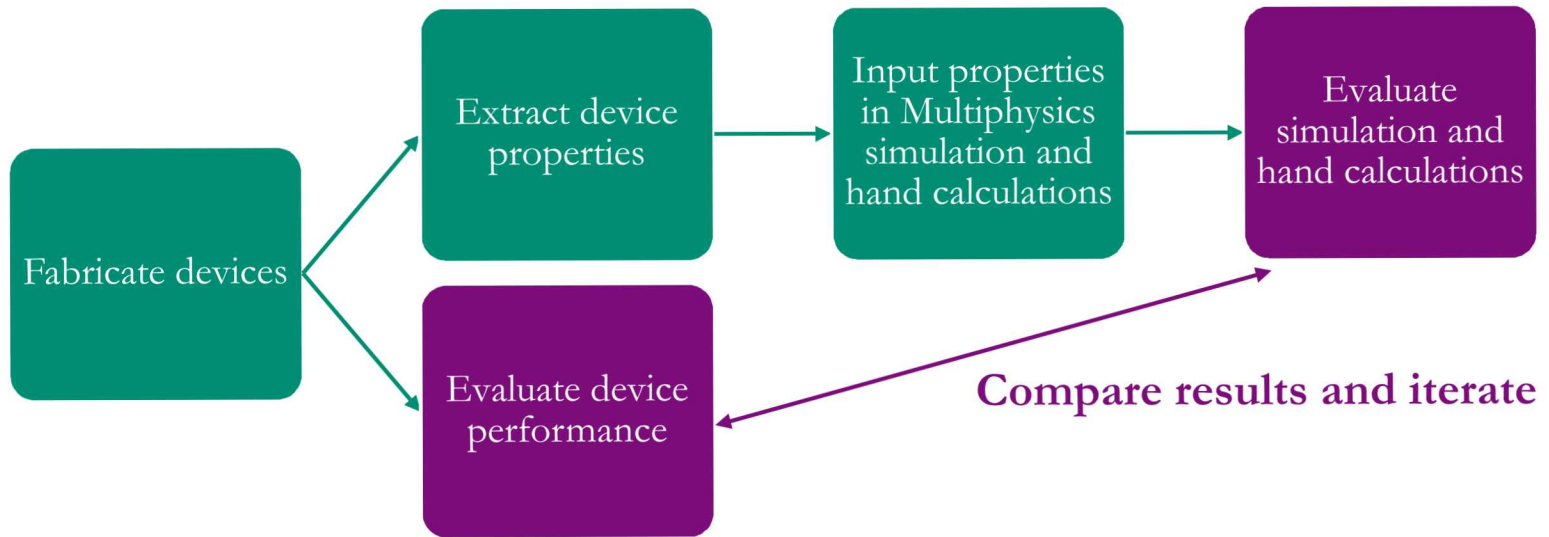 Fabricate devices
Extract device
properties
Input properties
in Multiphysics
simulation and
hand calculations
Evaluate
simulation and
hand calculations
Evaluate device
performance
Compare results and iterate